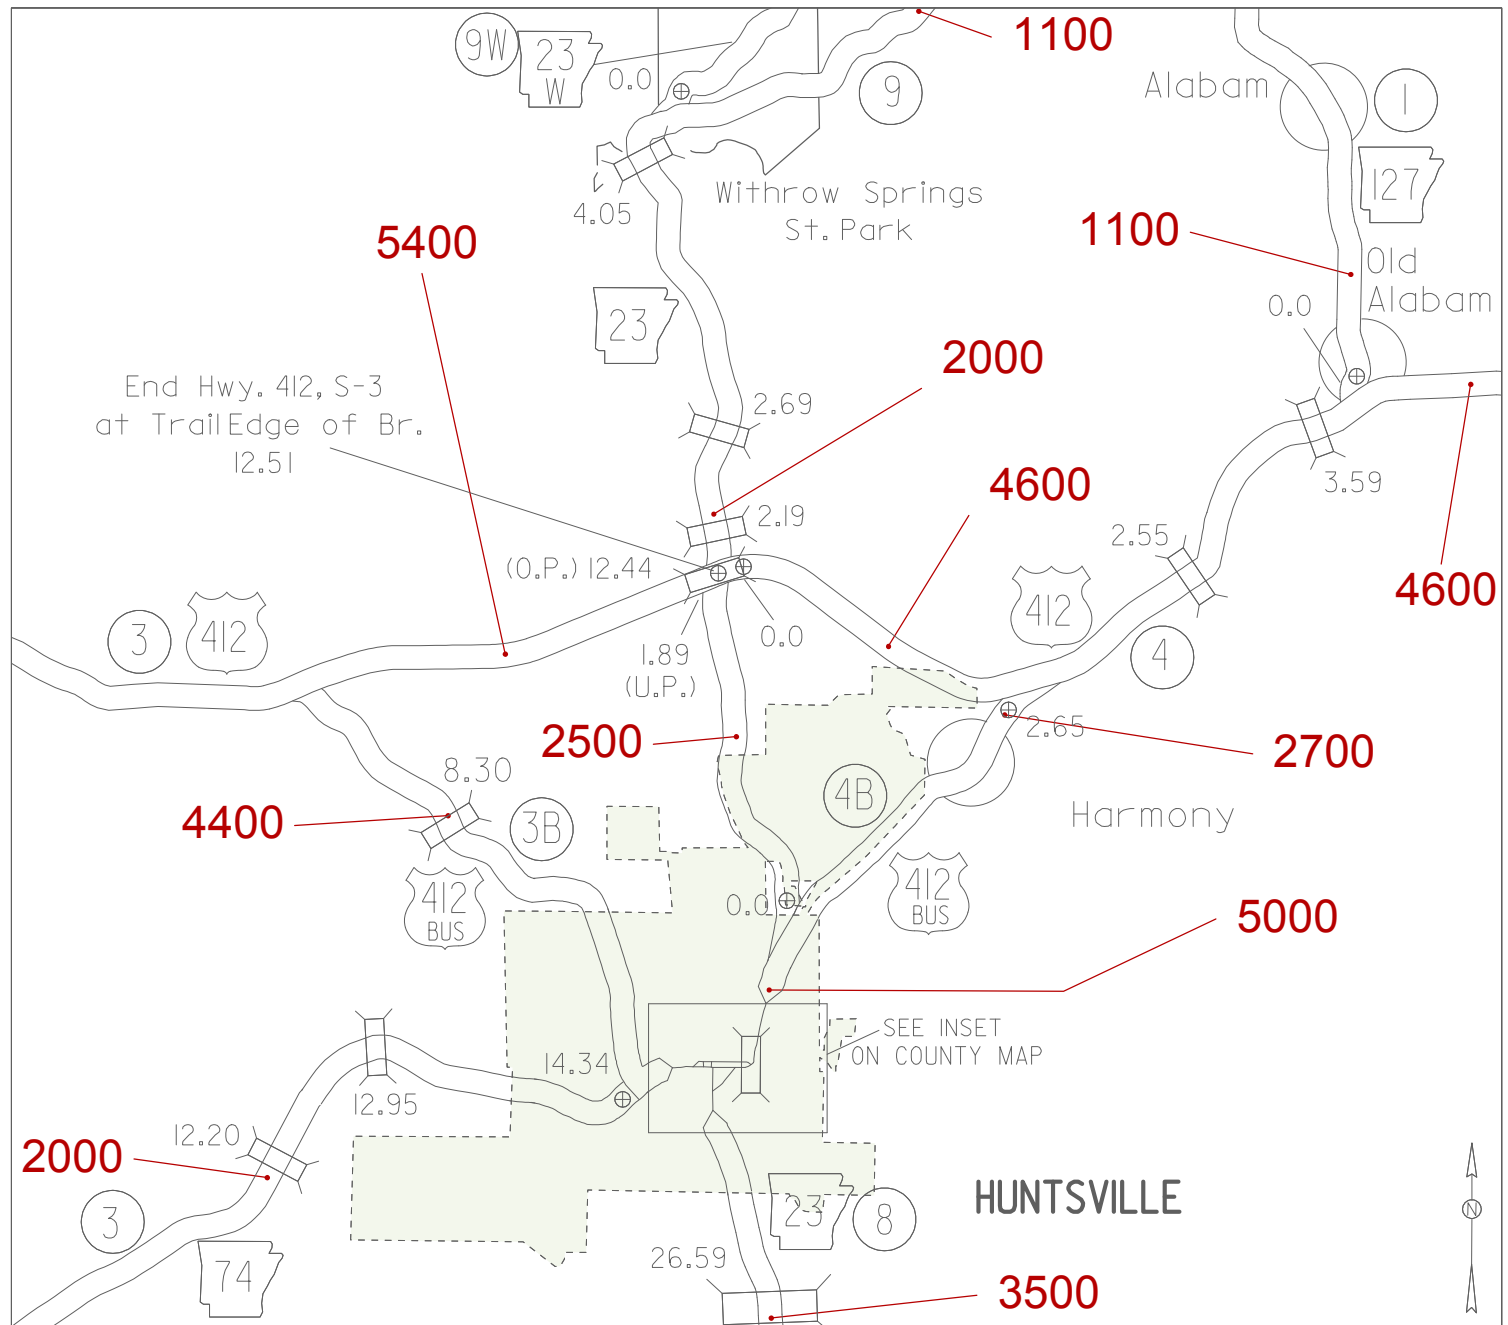 1100
9W
23
W
0.0
9
Alabam
1
127
4.05
Withrow Springs
St. Park
5400
1100
Old
Alabam
0.0
23
2000
End Hwy. 412, S-3
at Trail Edge of Br.
12.51
2.69
3.59
4600
2.19
2.55
(O.P.) 12.44
4600
3
412
412
0.0
1.89
(U.P.)
4
2500
2.65
2700
8.30
4B
4400
3B
Harmony
412
BUS
412
BUS
0.0
5000
SEE INSET
ON COUNTY MAP
14.34
12.95
12.20
2000
3
74
23
8
HUNTSVILLE
N
26.59
3500